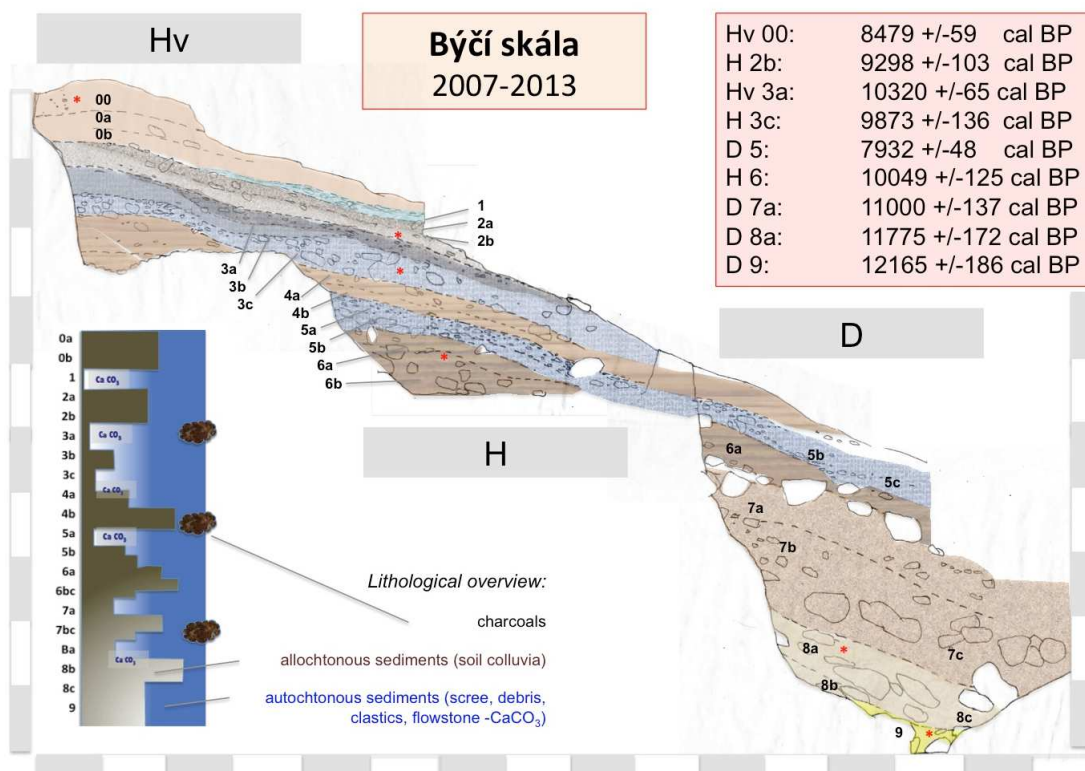 Hv
Býčí skála
2007-2013
Hv 00: 8479 +/-59 cal BP
H 2b: 9298 +/-103 cal BP
Hv 3a: 10320 +/-65 cal BP
H 3c: 9873 +/-136 cal BP
D 5: 7932 +/-48 cal BP
H 6: 10049 +/-125 cal BP
D 7a: 11000 +/-137 cal BP
D 8a: 11775 +/-172 cal BP
D 9: 12165 +/-186 cal BP
* 00
0a
0b
1
2a
* 2b
3a
3b
3c
*
4a
4b
5a
5b
6a
*
6b
H
D
6a
5b
5c
7a
7b
7c
8a *
8b
8c
9 *
0a
0b
1 Ca CO3
2a
2b
3a Ca CO3
3b
3c
Ca CO3
4a
4b
5a Ca CO3
5b
6a
6bc
7a
7bc
8a
Ca CO3
8b
8c
9
Lithological overview:
charcoals
allochtonous sediments (soil colluvia)
autochtonous sediments (scree, debris,
clastics, flowstone -CaCO3)